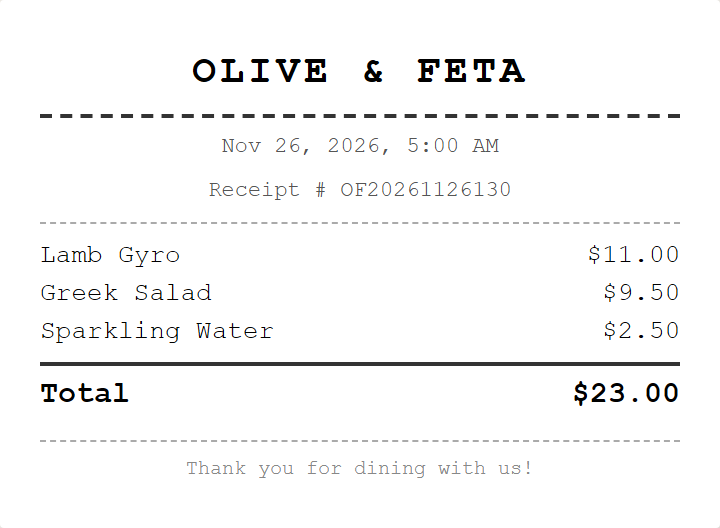 OLIVE & FETA
Nov 26, 2026, 5:00 AM
Receipt # OF20261126130
Lamb Gyro $11.00
Greek Salad $9.50
Sparkling Water $2.50
Total $23.00
Thank you for dining with us!